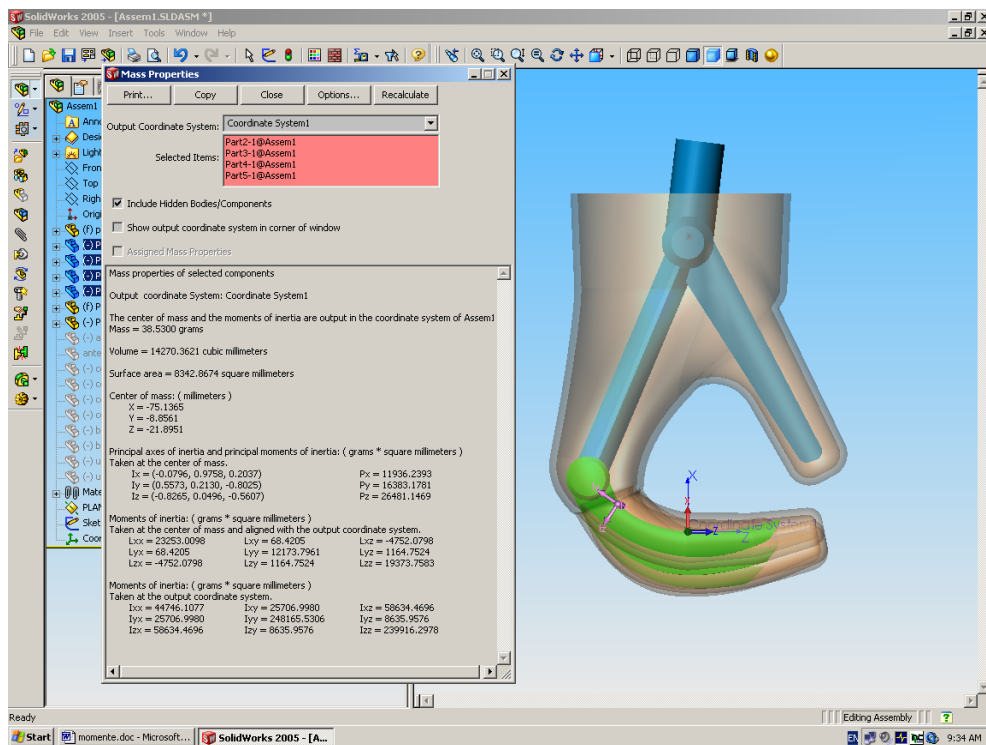 SolidWorks 2005 - [Assem1.SLDASM *]
File Edit View Insert Tools Window Help
Mass Properties
Print... Copy Close Options... Recalculate
Output Coordinate System: Coordinate System1
Selected Items:
Part2-1@Assem1
Part3-1@Assem1
Part4-1@Assem1
Part5-1@Assem1
Include Hidden Bodies/Components
Show output coordinate system in corner of window
Assigned Mass Properties
Mass properties of selected components
Output coordinate System: Coordinate System1
The center of mass and the moments of inertia are output in the coordinate system of Assem1
Mass = 38.5300 grams
Volume = 14270.3621 cubic millimeters
Surface area = 8342.8674 square millimeters
Center of mass: ( millimeters )
X = -75.1365
Y = -8.8561
Z = -21.8951
Principal axes of inertia and principal moments of inertia: ( grams * square millimeters )
Taken at the center of mass.
Ix = (-0.0796, 0.9758, 0.2037) Px = 11936.2393
Iy = (0.5573, 0.2130, -0.8025) Py = 16383.1781
Iz = (-0.8265, 0.0496, -0.5607) Pz = 26481.1469
Moments of inertia: ( grams * square millimeters )
Taken at the center of mass and aligned with the output coordinate system.
Lxx = 23253.0098 Lxy = 68.4205 Lxz = -4752.0798
Lyx = 68.4205 Lyy = 12173.7961 Lyz = 1164.7524
Lzx = -4752.0798 Lzy = 1164.7524 Lzz = 19373.7583
Moments of inertia: ( grams * square millimeters )
Taken at the output coordinate system.
Ixx = 44746.1077 Ixy = 25706.9980 Ixz = 58634.4696
Iyx = 25706.9980 Iyy = 248165.5306 Iyz = 8635.9576
Izx = 58634.4696 Izy = 8635.9576 Izz = 239916.2978
Assem1
Anno
Desi
Light
Fron
Top
Righ
Origi
(f) p
(-) P
(-) P
(-) P
(-) P
(f) P
(-) P
(-) a
ante
(-) c
(-) c
(-) c
(-) c
(-) b
(-) b
(-) u
(-) u
Mate
PLAN
Sket
Coor
X
Z
z
System
Ready
Editing Assembly
Start momente.doc - Microsoft... SolidWorks 2005 - [A... EN 9:34 AM